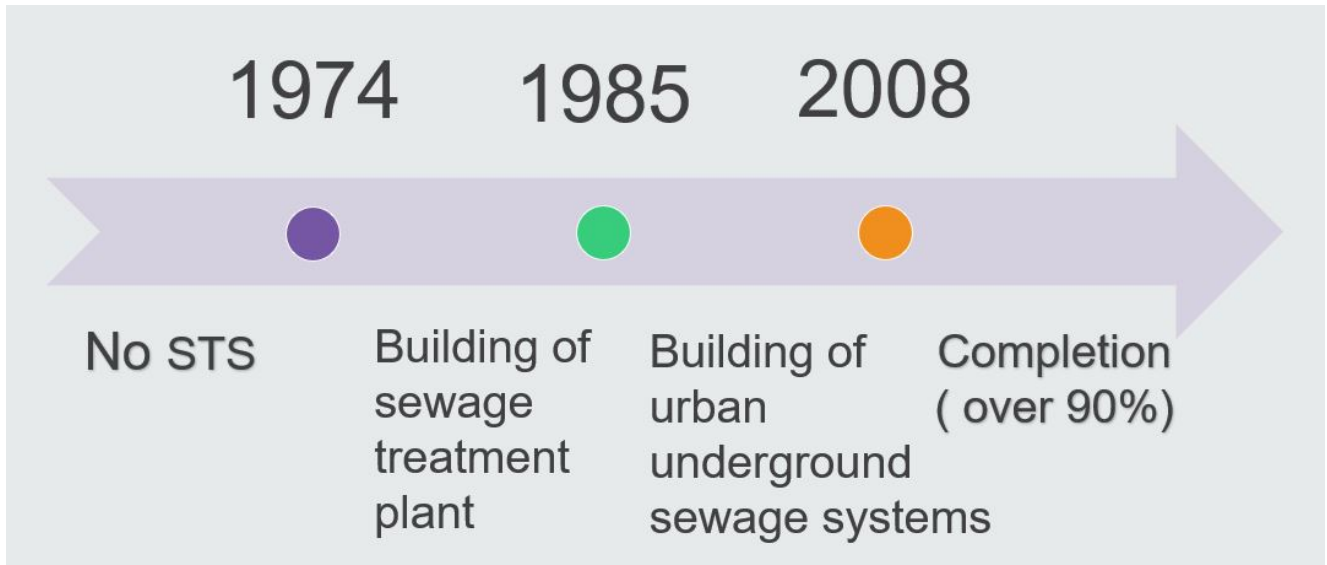 1974
1985
2008
No STS
Building of
sewage
treatment
plant
Building of
urban
underground
sewage systems
Completion
( over 90%)